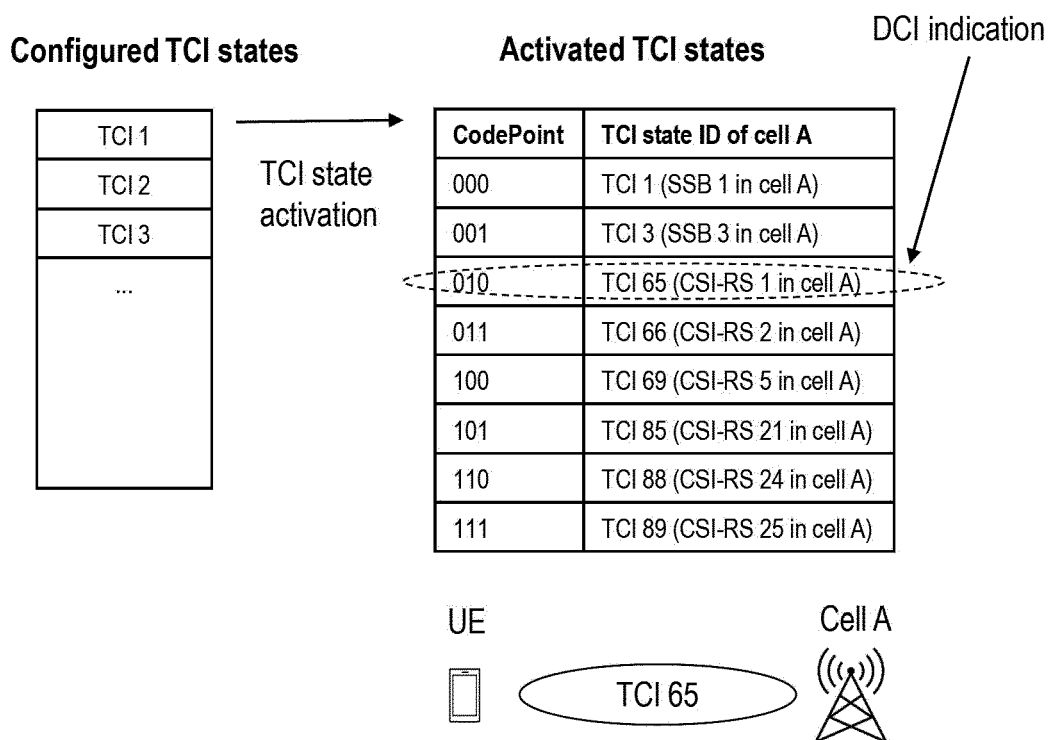 DCI indication
Configured TCI states
Activated TCI states
TCI 1
TCI 2
TCI 3
...
TCI state
activation
CodePoint TCI state ID of cell A
000 TCI 1 (SSB 1 in cell A)
001 TCI 3 (SSB 3 in cell A)
010 TCI 65 (CSI-RS 1 in cell A)
011 TCI 66 (CSI-RS 2 in cell A)
100 TCI 69 (CSI-RS 5 in cell A)
101 TCI 85 (CSI-RS 21 in cell A)
110 TCI 88 (CSI-RS 24 in cell A)
111 TCI 89 (CSI-RS 25 in cell A)
UE
Cell A
TCI 65